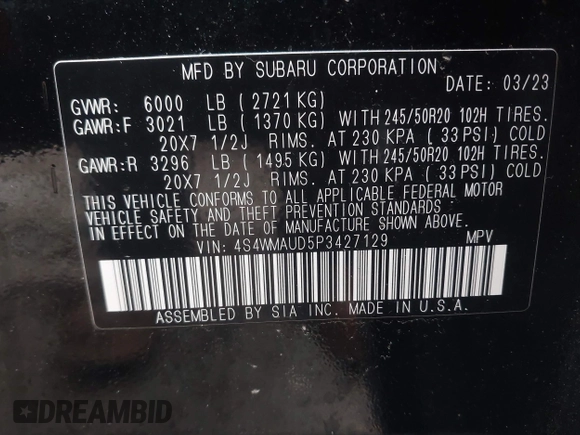 MFD BY SUBARU CORPORATION
DATE: 03/23
GVWR: 6000 LB ( 2721 KG)
GAWR:F 3021 LB ( 1370 KG) WITH 245/50R20 102H TIRES.
20X7 1/2J RIMS. AT 230 KPA ( 33 PSI) COLD
GAWR:R 3296 LB ( 1495 KG) WITH 245/50R20 102H TIRES.
20X7 1/2J RIMS. AT 230 KPA ( 33 PSI) COLD
THIS VEHICLE CONFORMS TO ALL APPLICABLE FEDERAL MOTOR
VEHICLE SAFETY AND THEFT PREVENTION STANDARDS
IN EFFECT ON THE DATE OF MANUFACTURE SHOWN ABOVE.
VIN: 4S4WMAUD5P3427129 MPV
ASSEMBLED BY SIA INC. MADE IN U.S.A.
DREAMBID